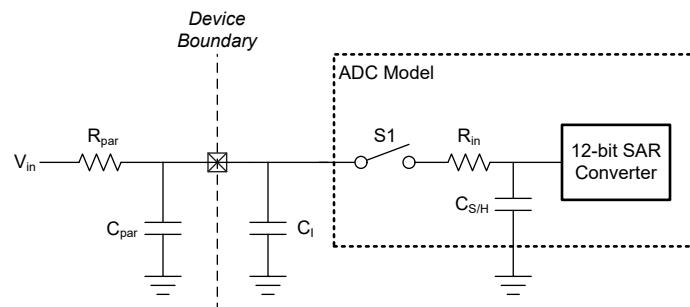 Device
Boundary
ADC Model
V_in
R_par
S1
R_in
12-bit SAR
Converter
C_par
C_I
C_S/H